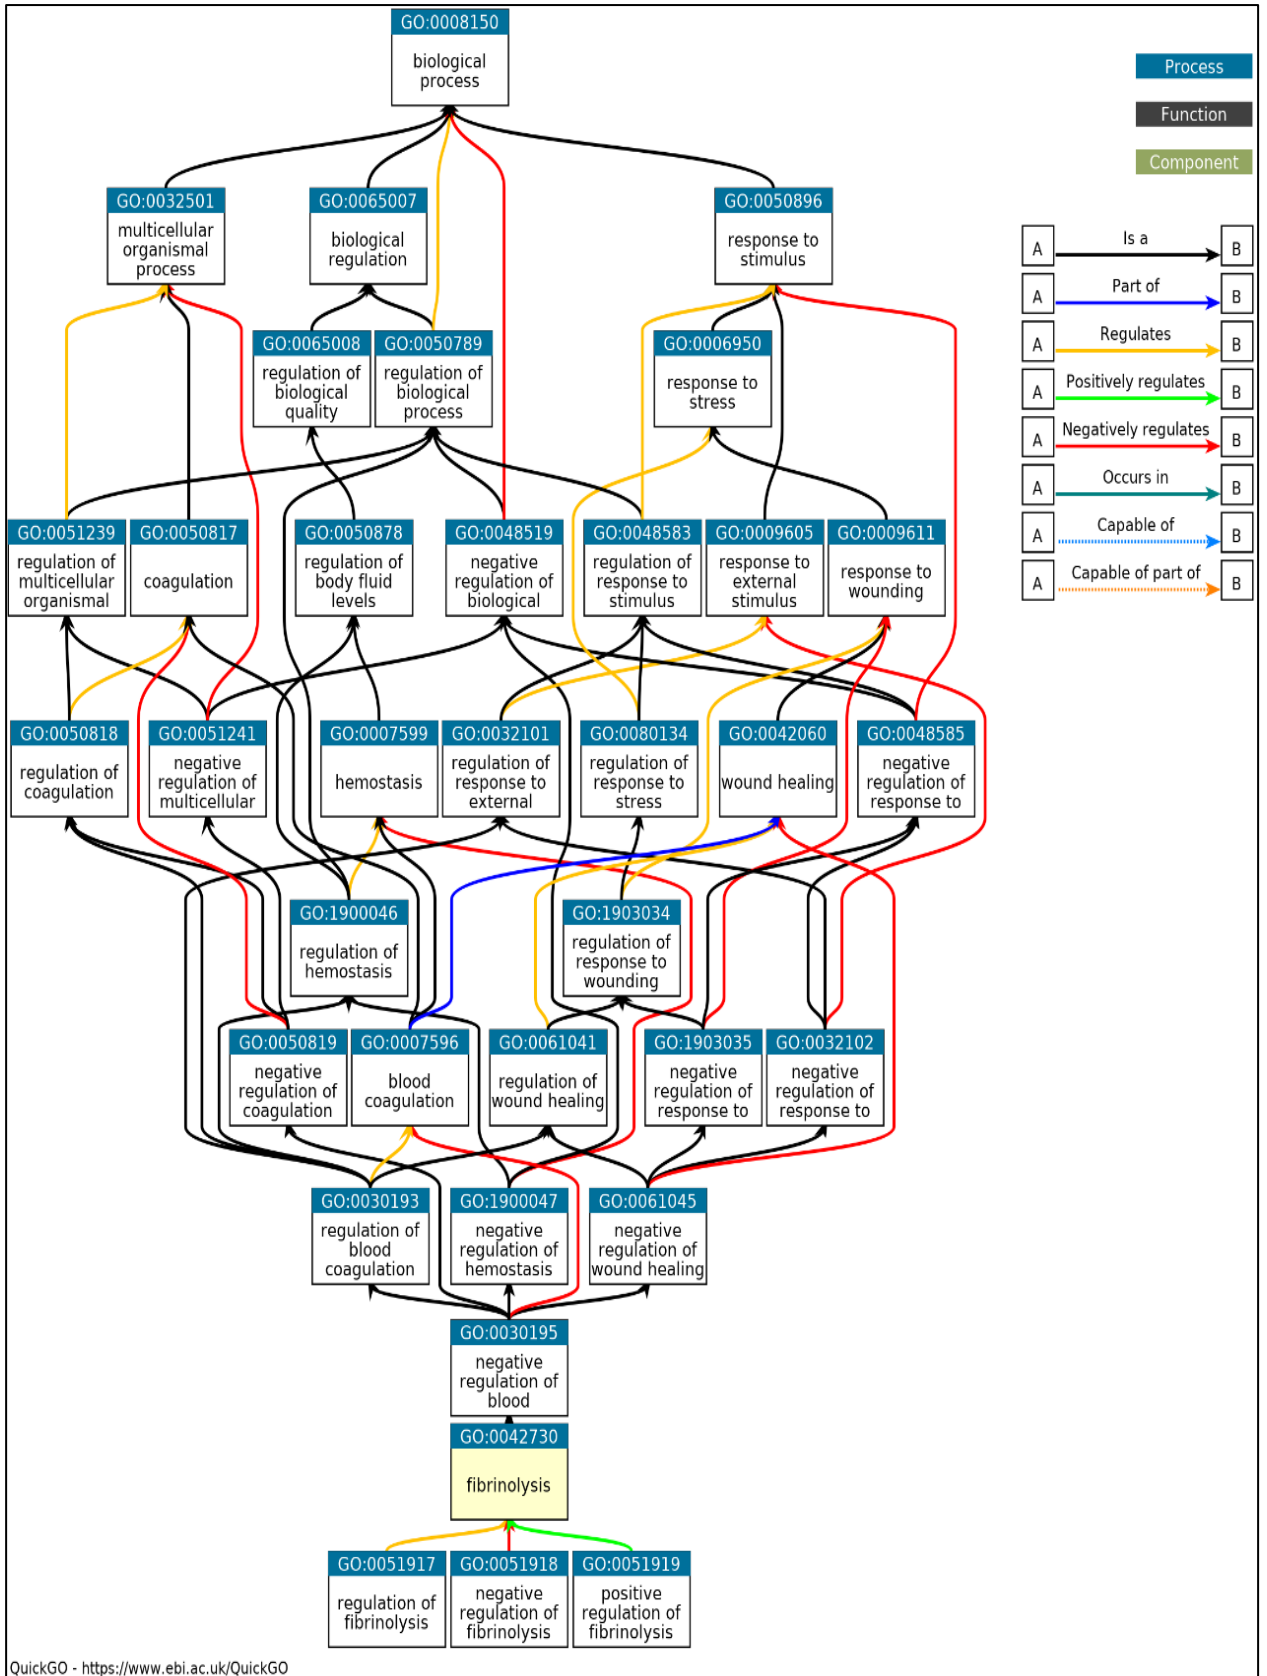 GO:0008150
biological
process
Process
Function
Component
GO:0032501
multicellular
organismal
process
GO:0065007
biological
regulation
GO:0050896
response to
stimulus
A Is a B
A Part of B
A Regulates B
A Positively regulates B
A Negatively regulates B
A Occurs in B
A Capable of B
A Capable of part of B
GO:0065008
regulation of
biological
quality
GO:0050789
regulation of
biological
process
GO:0006950
response to
stress
GO:0051239
regulation of
multicellular
organismal
GO:0050817
coagulation
GO:0050878
regulation of
body fluid
levels
GO:0048519
negative
regulation of
biological
GO:0048583
regulation of
response to
stimulus
GO:0009605
response to
external
stimulus
GO:0009611
response to
wounding
GO:0050818
regulation of
coagulation
GO:0051241
negative
regulation of
multicellular
GO:0007599
hemostasis
GO:0032101
regulation of
response to
external
GO:0080134
regulation of
response to
stress
GO:0042060
wound healing
GO:0048585
negative
regulation of
response to
GO:1900046
regulation of
hemostasis
GO:1903034
regulation of
response to
wounding
GO:0050819
negative
regulation of
coagulation
GO:0007596
blood
coagulation
GO:0061041
regulation of
wound healing
GO:1903035
negative
regulation of
response to
GO:0032102
negative
regulation of
response to
GO:0030193
regulation of
blood
coagulation
GO:1900047
negative
regulation of
hemostasis
GO:0061045
negative
regulation of
wound healing
GO:0030195
negative
regulation of
blood
GO:0042730
fibrinolysis
GO:0051917
regulation of
fibrinolysis
GO:0051918
negative
regulation of
fibrinolysis
GO:0051919
positive
regulation of
fibrinolysis
QuickGO - https://www.ebi.ac.uk/QuickGO